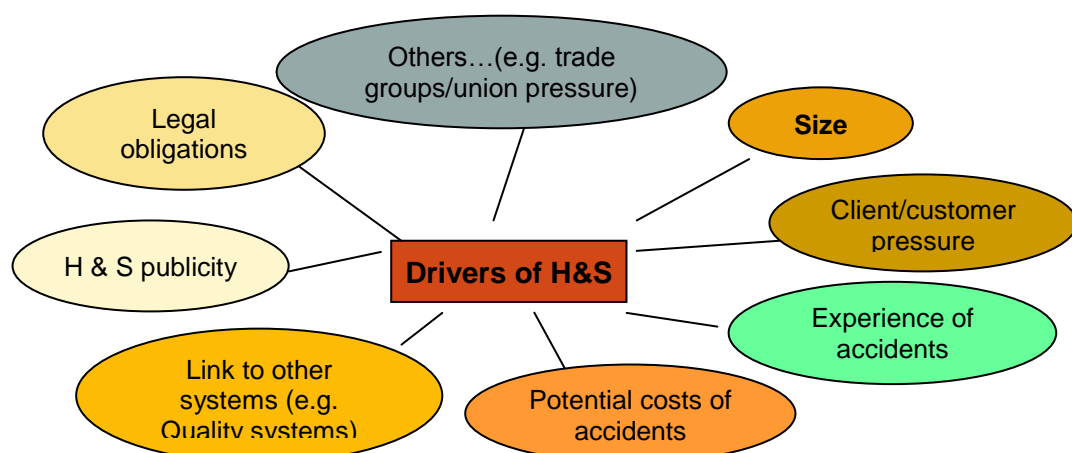 Others…(e.g. trade
groups/union pressure)
Size
Legal
obligations
Client/customer
pressure
H & S publicity
Drivers of H&S
Experience of
accidents
Link to other
systems (e.g.
Quality systems)
Potential costs of
accidents